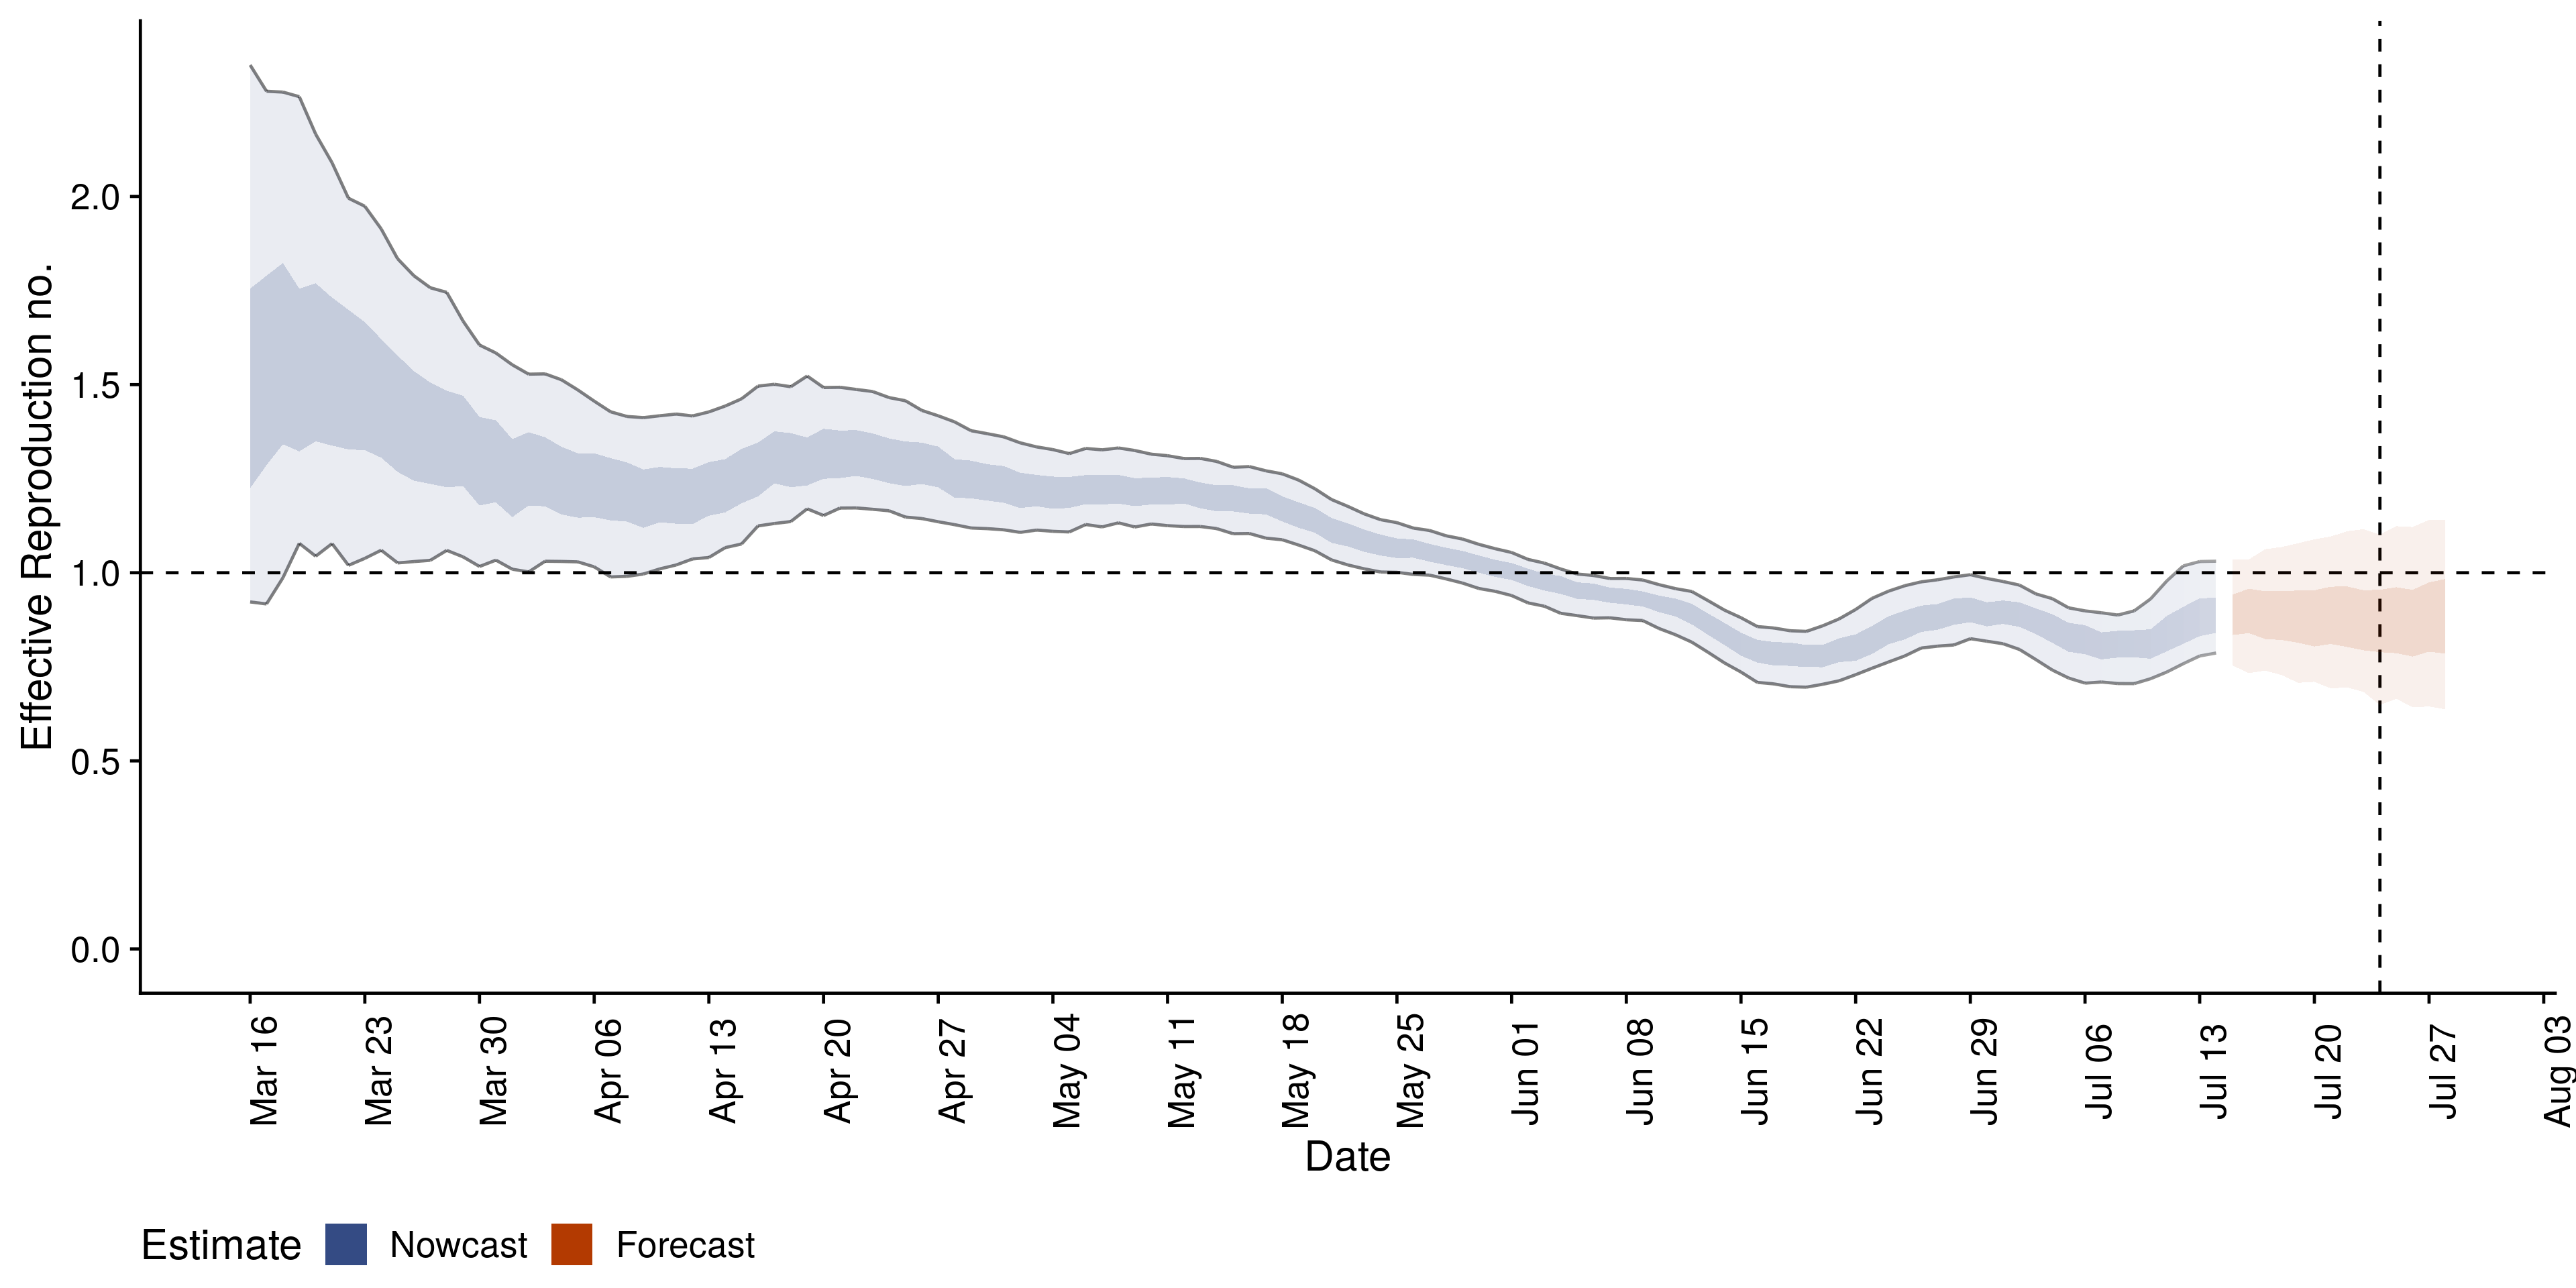 Effective Reproduction no.
2.0
1.5
1.0
0.5
0.0
Mar 16
Mar 23
Mar 30
Apr 06
Apr 13
Apr 20
Apr 27
May 04
May 11
May 18
May 25
Jun 01
Jun 08
Jun 15
Jun 22
Jun 29
Jul 06
Jul 13
Jul 20
Jul 27
Aug 03
Date
Estimate Nowcast Forecast